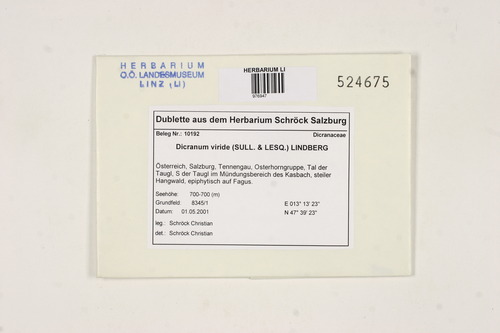 HERBARIUM
O.Ö. LANDESMUSEUM
LINZ (LI)
HERBARIUM LI
976947
524675
Dublette aus dem Herbarium Schröck Salzburg
Beleg Nr.: 10192 Dicranaceae
Dicranum viride (SULL. & LESQ.) LINDBERG
Österreich, Salzburg, Tennengau, Osterhorngruppe, Tal der
Taugl, S der Taugl im Mündungsbereich des Kasbach, steiler
Hangwald, epiphytisch auf Fagus.
Seehöhe: 700-700 (m)
Grundfeld: 8345/1 E 013° 13' 23"
Datum: 01.05.2001 N 47° 39' 23"
leg.: Schröck Christian
det.: Schröck Christian